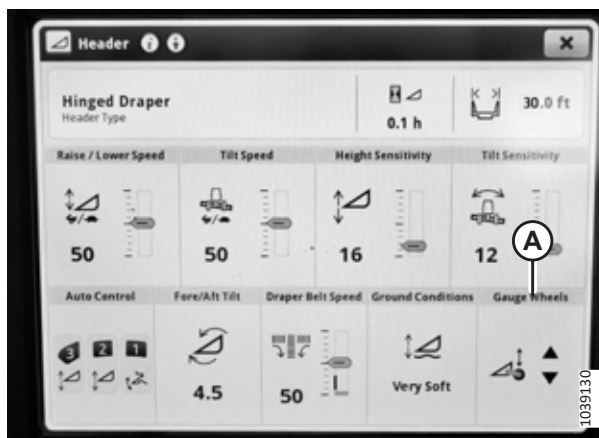 Header
Hinged Draper
Header Type
0.1 h
30.0 ft
Raise / Lower Speed
Tilt Speed
Height Sensitivity
Tilt Sensitivity
50
50
16
12
A
Auto Control
Fore/Aft Tilt
Draper Belt Speed
Ground Conditions
Gauge Wheels
3
2
1
4.5
50
Very Soft
1039130